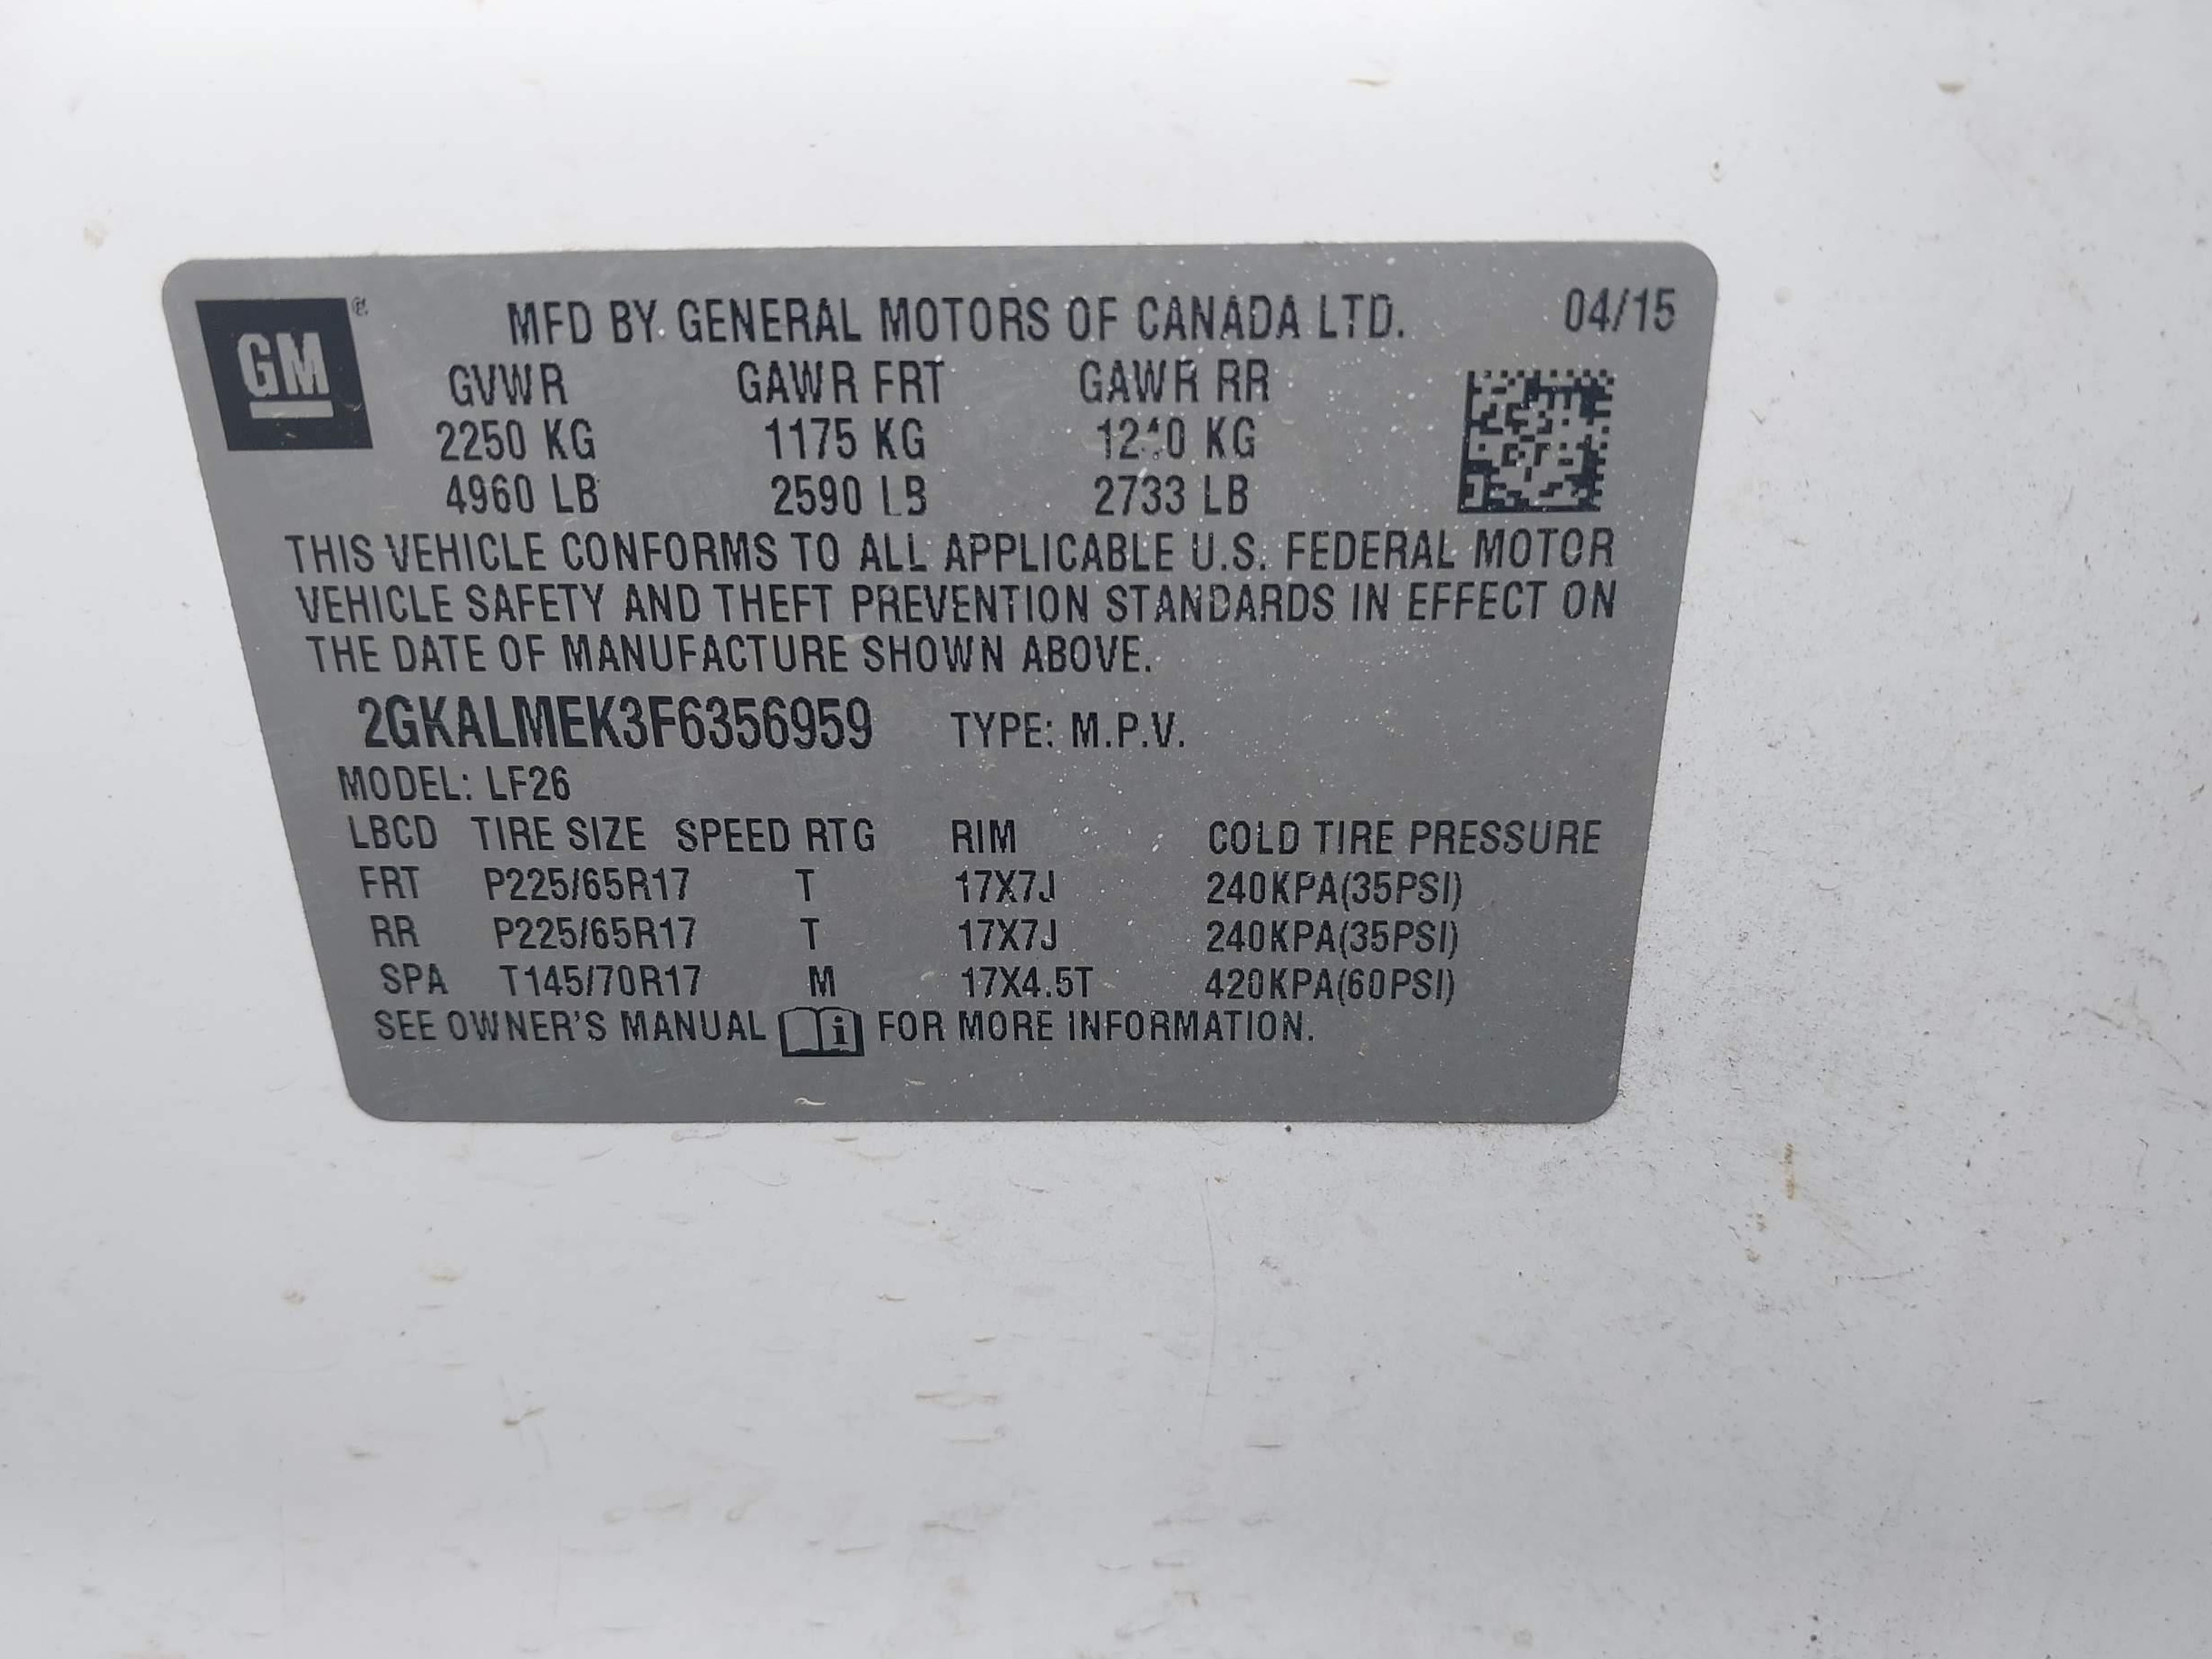 GM ®
MFD BY GENERAL MOTORS OF CANADA LTD. 04/15
GVWR GAWR FRT GAWR RR
2250 KG 1175 KG KG
4960 LB 2590 LB 2733 LB
THIS VEHICLE CONFORMS TO ALL APPLICABLE U.S. FEDERAL MOTOR
VEHICLE SAFETY AND THEFT PREVENTION STANDARDS IN EFFECT ON
THE DATE OF MANUFACTURE SHOWN ABOVE.
2GKALMEK3F6356959 TYPE: M.P.V.
MODEL: LF26
LBCD TIRE SIZE SPEED RTG RIM COLD TIRE PRESSURE
FRT P225/65R17 T 17X7J 240KPA(35PSI)
RR P225/65R17 T 17X7J 240KPA(35PSI)
SPA T145/70R17 M 17X4.5T 420KPA(60PSI)
SEE OWNER'S MANUAL i FOR MORE INFORMATION.